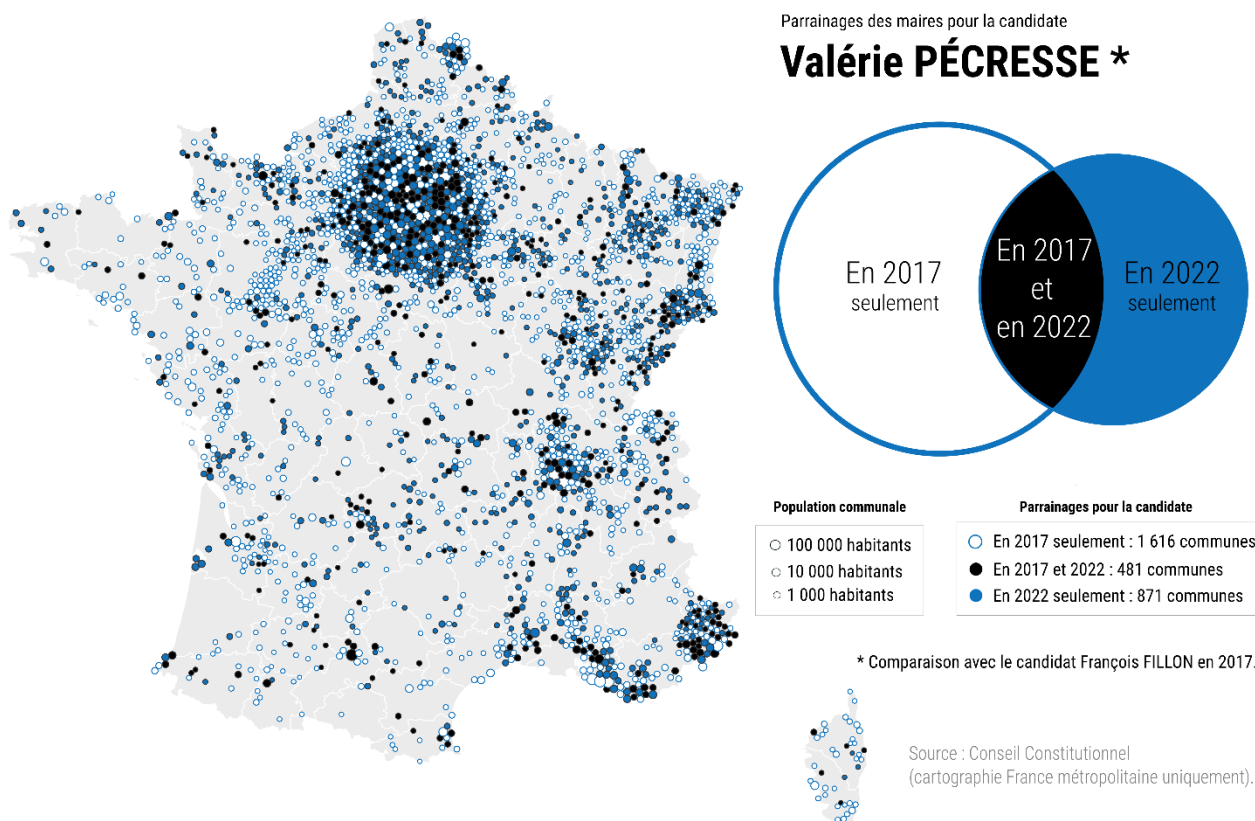 Parrainages des maires pour la candidate
Valérie PÉCRESSE *
En 2017
seulement
En 2017
et
en 2022
En 2022
seulement
Population communale
100 000 habitants
10 000 habitants
1 000 habitants
Parrainages pour la candidate
En 2017 seulement : 1 616 communes
En 2017 et 2022 : 481 communes
En 2022 seulement : 871 communes
* Comparaison avec le candidat François FILLON en 2017.
Source : Conseil Constitutionnel
(cartographie France métropolitaine uniquement).